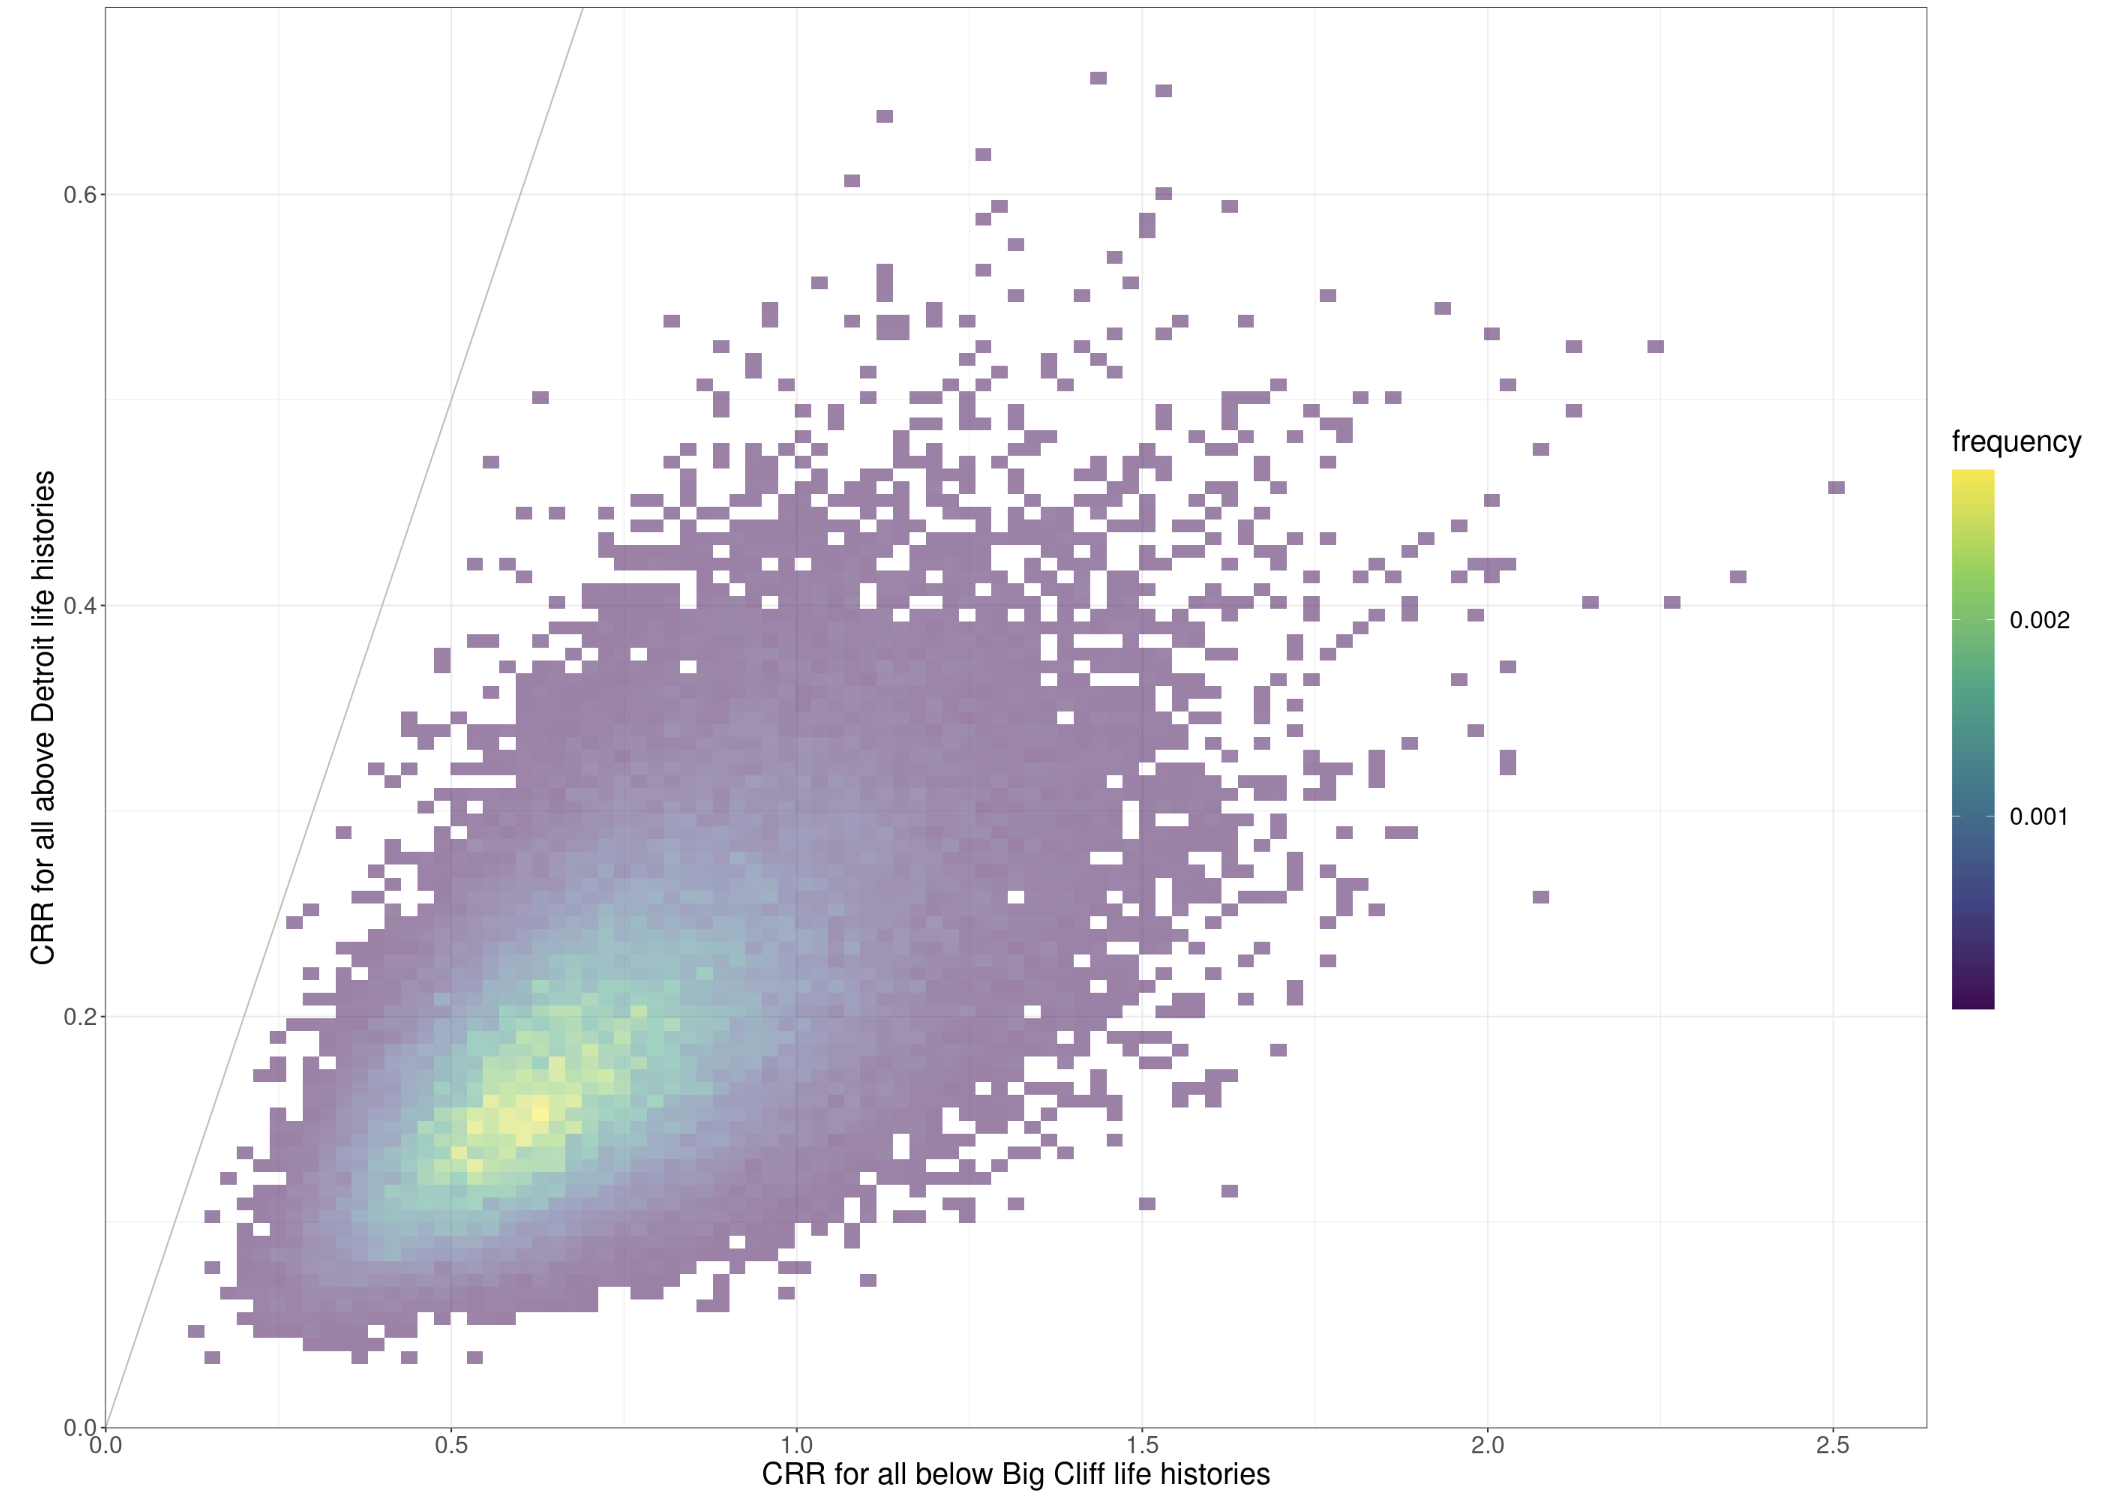 CRR for all above Detroit life histories
0.6
0.4
0.2
0.0
0.0 0.5 1.0 1.5 2.0 2.5
CRR for all below Big Cliff life histories
frequency
0.002
0.001